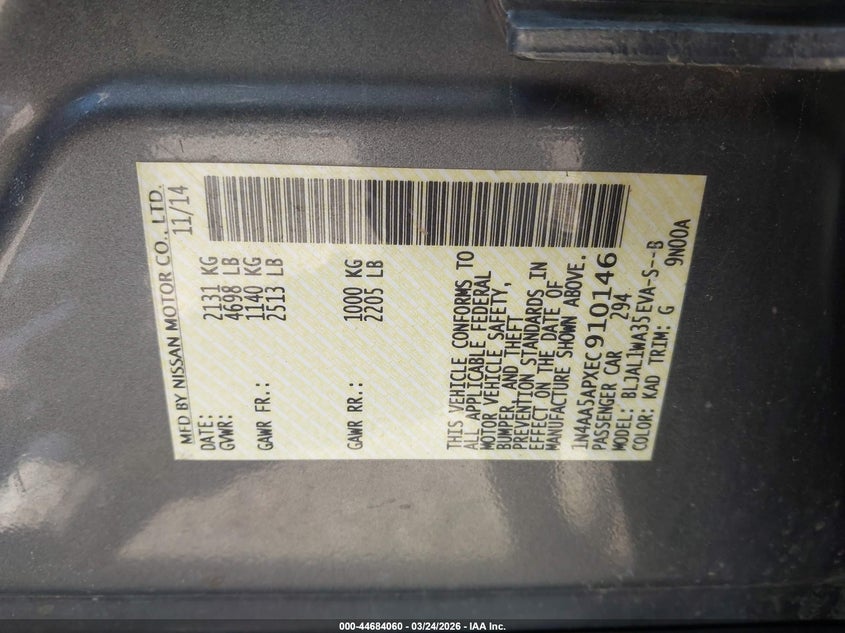 MFD BY NISSAN MOTOR CO., LTD.
DATE: 11/14
GVWR: 2131 KG
4698 LB
GAWR FR.: 1140 KG
2513 LB
GAWR RR.: 1000 KG
2205 LB
THIS VEHICLE CONFORMS TO
ALL APPLICABLE FEDERAL
MOTOR VEHICLE SAFETY,
BUMPER, AND THEFT
PREVENTION STANDARDS IN
EFFECT ON THE DATE OF
MANUFACTURE SHOWN ABOVE.
1N4AA5APXEC910146
PASSENGER CAR 294
MODEL: BLJAL1WA35EVA-S--B
COLOR: KAD TRIM: G 9N00A
000-44684060 - 03/24/2026 - IAA Inc.